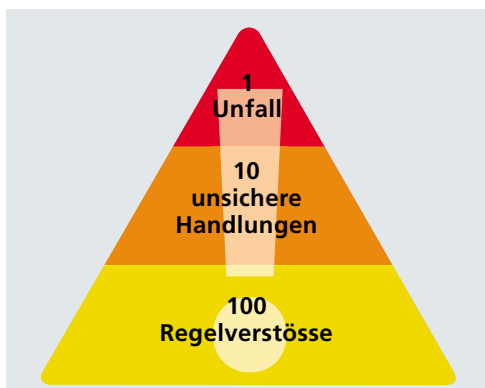 1
Unfall
10
unsichere
Handlungen
100
Regelverstösse